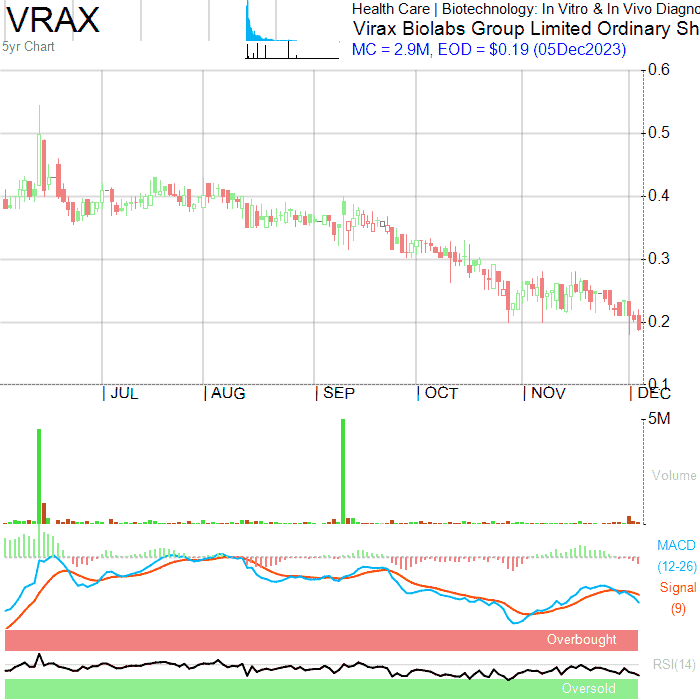 VRAX
5yr Chart
Health Care | Biotechnology: In Vitro & In Vivo Diagno
Virax Biolabs Group Limited Ordinary Sh
MC = 2.9M, EOD = $0.19 (05Dec2023)
0.6
0.5
0.4
0.3
0.2
0.1
| JUL | AUG | SEP | OCT | NOV | DEC
5M
Volume
MACD
(12-26)
Signal
(9)
Overbought
RSI(14)
Oversold